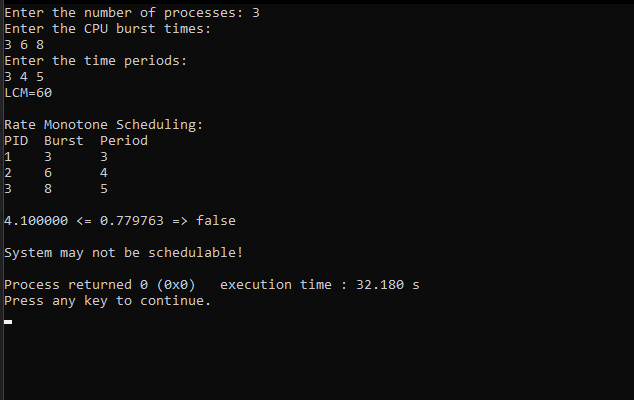 Enter the number of processes: 3
Enter the CPU burst times:
3 6 8
Enter the time periods:
3 4 5
LCM=60
Rate Monotone Scheduling:
PID  Burst  Period
1    3      3
2    6      4
3    8      5
4.100000 <= 0.779763 => false
System may not be schedulable!
Process returned 0 (0x0)   execution time : 32.180 s
Press any key to continue.